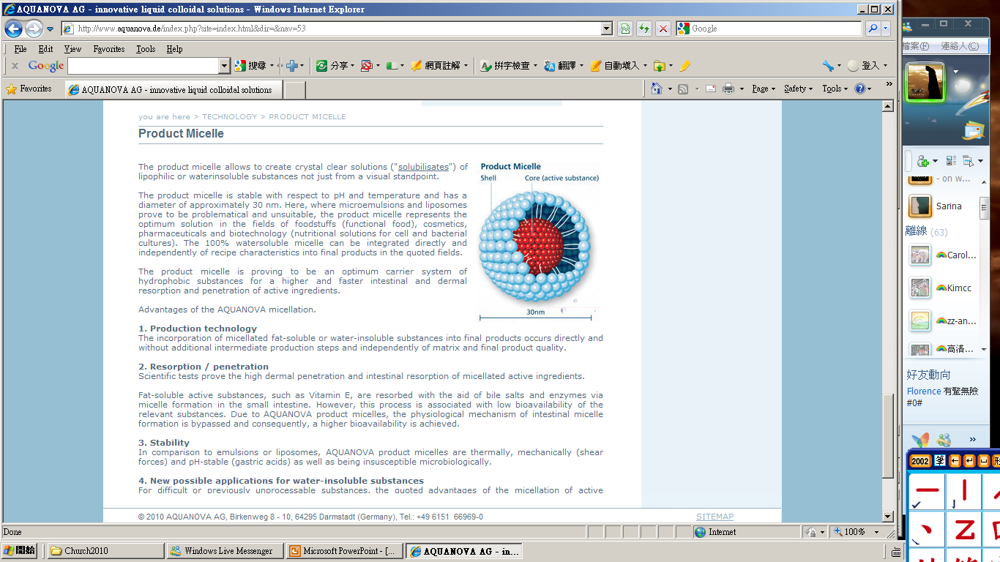 AQUANOVA AG - innovative liquid colloidal solutions - Windows Internet Explorer
http://www.aquanova.de/index.php?site=index.html&dir=&nav=53
Google
File Edit View Favorites Tools Help
Google 搜尋 分享 網頁註解 拼字檢查 翻譯 自動填入 登入
Favorites AQUANOVA AG - innovative liquid colloidal solutions Page Safety Tools
you are here > TECHNOLOGY > PRODUCT MICELLE
Product Micelle
The product micelle allows to create crystal clear solutions ("solubilisates") of
lipophilic or waterinsoluble substances not just from a visual standpoint.
The product micelle is stable with respect to pH and temperature and has a
diameter of approximately 30 nm. Here, where microemulsions and liposomes
prove to be problematical and unsuitable, the product micelle represents the
optimum solution in the fields of foodstuffs (functional food), cosmetics,
pharmaceuticals and biotechnology (nutritional solutions for cell and bacterial
cultures). The 100% watersoluble micelle can be integrated directly and
independently of recipe characteristics into final products in the quoted fields.
The product micelle is proving to be an optimum carrier system of
hydrophobic substances for a higher and faster intestinal and dermal
resorption and penetration of active ingredients.
Advantages of the AQUANOVA micellation.
Product Micelle
Shell Core (active substance)
30nm
1. Production technology
The incorporation of micellated fat-soluble or water-insoluble substances into final products occurs directly and
without additional intermediate production steps and independently of matrix and final product quality.
2. Resorption / penetration
Scientific tests prove the high dermal penetration and intestinal resorption of micellated active ingredients.
Fat-soluble active substances, such as Vitamin E, are resorbed with the aid of bile salts and enzymes via
micelle formation in the small intestine. However, this process is associated with low bioavailability of the
relevant substances. Due to AQUANOVA product micelles, the physiological mechanism of intestinal micelle
formation is bypassed and consequently, a higher bioavailability is achieved.
3. Stability
In comparison to emulsions or liposomes, AQUANOVA product micelles are thermally, mechanically (shear
forces) and pH-stable (gastric acids) as well as being insusceptible microbiologically.
4. New possible applications for water-insoluble substances
For difficult or previously unprocessable substances, the quoted advantages of the micellation of active
© 2010 AQUANOVA AG, Birkenweg 8 - 10, 64295 Darmstadt (Germany), Tel.: +49 6151 66969-0 SITEMAP
Done Internet 100%
開始 Church2010 Windows Live Messenger Microsoft PowerPoint - [... AQUANOVA AG - in...
檔案(F) 連絡人(C)
- on w...
Sarina
離線 (63)
Carol...
Kimcc
zz-an...
好友動向
Florence 有驚無險
#0#
2002 筆
一 丨
丶 乙 口